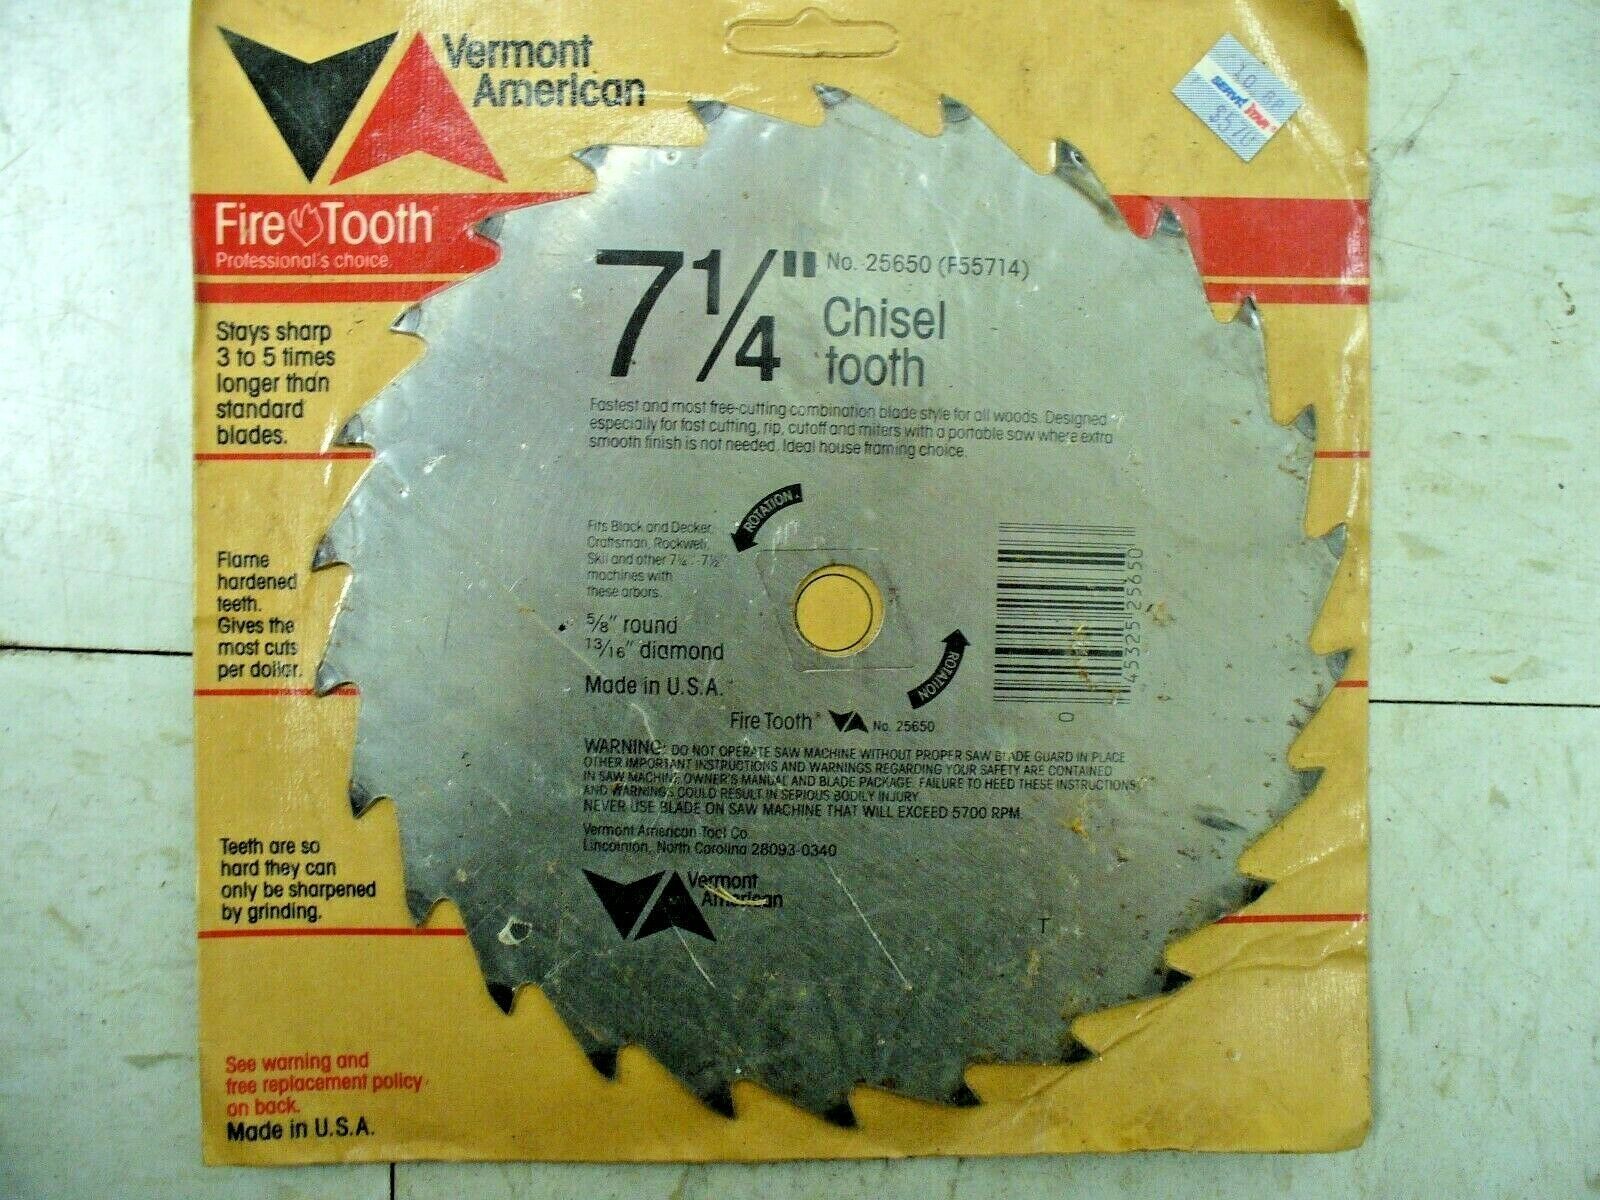 Vermont
American
Fire Tooth
Professional's choice.
Stays sharp
3 to 5 times
longer than
standard
blades.
Flame
hardened
teeth.
Gives the
most cuts
per dollar.
Teeth are so
hard they can
only be sharpened
by grinding.
See warning and
free replacement policy
on back.
Made in U.S.A.
7 1/4" No. 25650 (F55714)
Chisel
tooth
Fastest and most free-cutting combination blade style for all woods. Designed
especially for fast cutting, rip, cutoff and miters with a portable saw where extra
smooth finish is not needed. Ideal house framing choice.
ROTATION
Fits Black and Decker,
Craftsman, Rockwell,
Skil and other 7¼"-7½"
machines with
these arbors.
5/8" round
13/16" diamond
Made in U.S.A.
ROTATION
0 45325 25650
Fire Tooth® VA No. 25650
WARNING: DO NOT OPERATE SAW MACHINE WITHOUT PROPER SAW BLADE GUARD IN PLACE
OTHER IMPORTANT INSTRUCTIONS AND WARNINGS REGARDING YOUR SAFETY ARE CONTAINED
IN SAW MACHINE OWNER'S MANUAL AND BLADE PACKAGE. FAILURE TO HEED THESE INSTRUCTIONS
AND WARNINGS COULD RESULT IN SERIOUS BODILY INJURY.
NEVER USE BLADE ON SAW MACHINE THAT WILL EXCEED 5700 RPM.
Vermont American Tool Co.
Lincolnton, North Carolina 28093-0340
Vermont
American
T
SERVISTAR